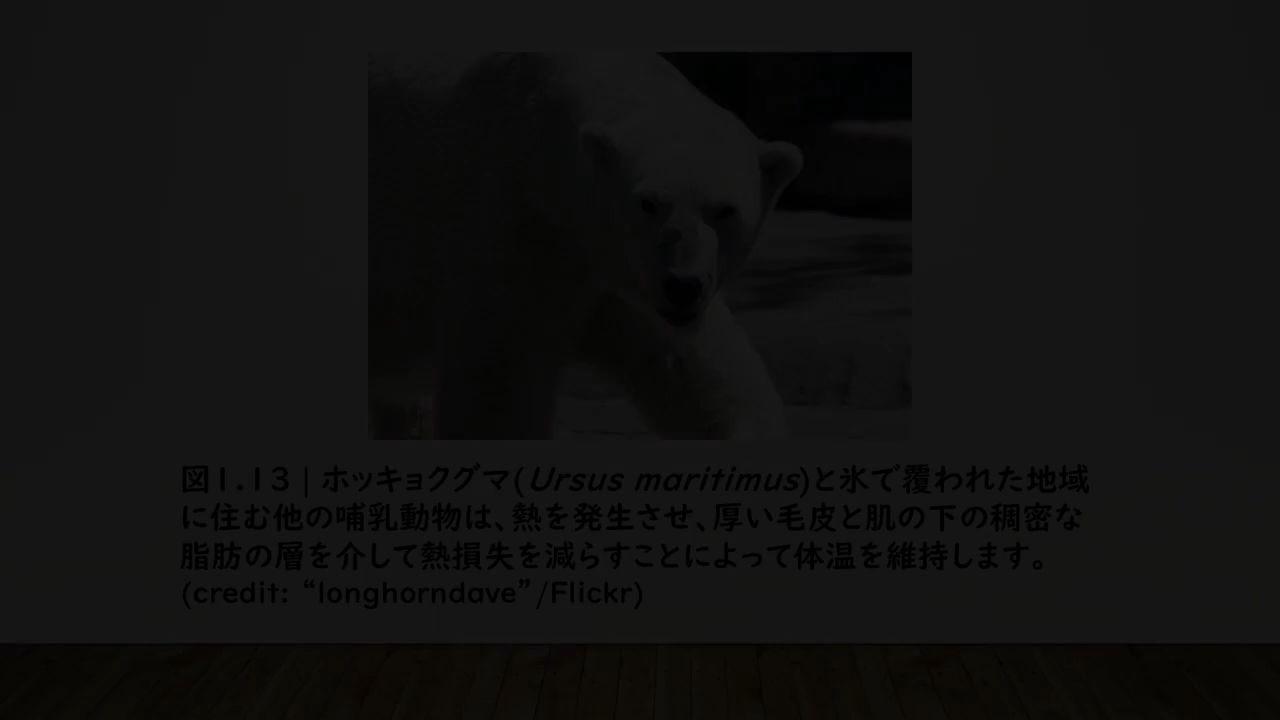 図1.13 | ホッキョクグマ(Ursus maritimus)と氷で覆われた地域
に住む他の哺乳動物は、熱を発生させ、厚い毛皮と肌の下の稠密な
脂肪の層を介して熱損失を減らすことによって体温を維持します。
(credit: “longhorndave”/Flickr)